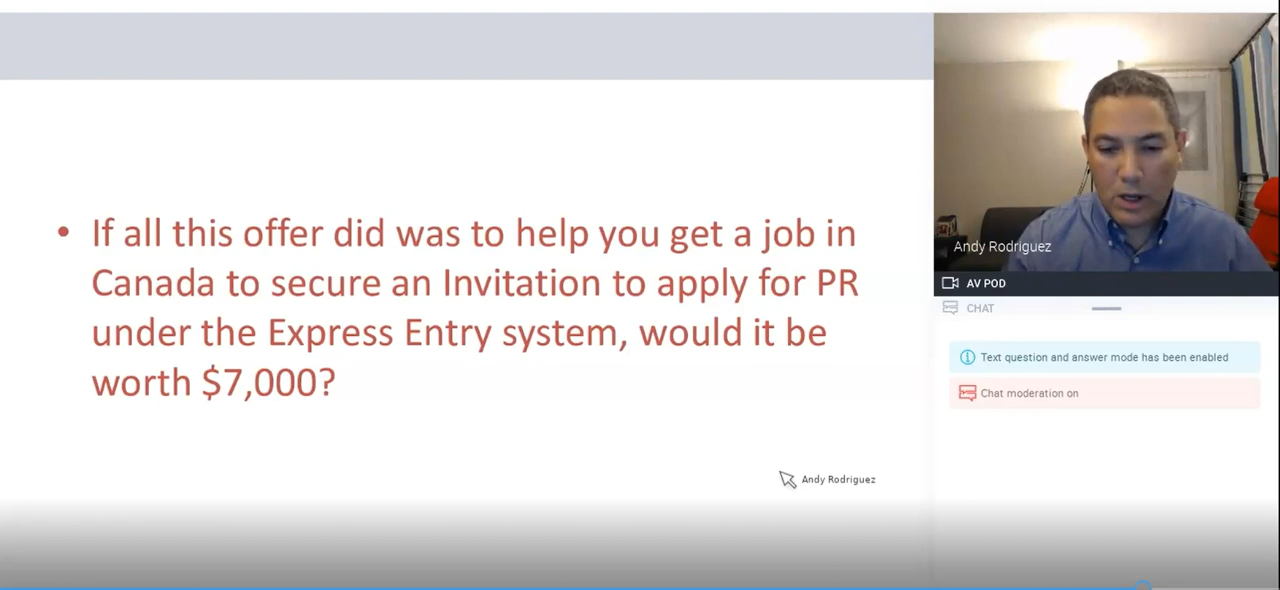 • If all this offer did was to help you get a job in
Canada to secure an Invitation to apply for PR
under the Express Entry system, would it be
worth $7,000?
Andy Rodriguez
Andy Rodriguez
AV POD
CHAT
Text question and answer mode has been enabled
Chat moderation on